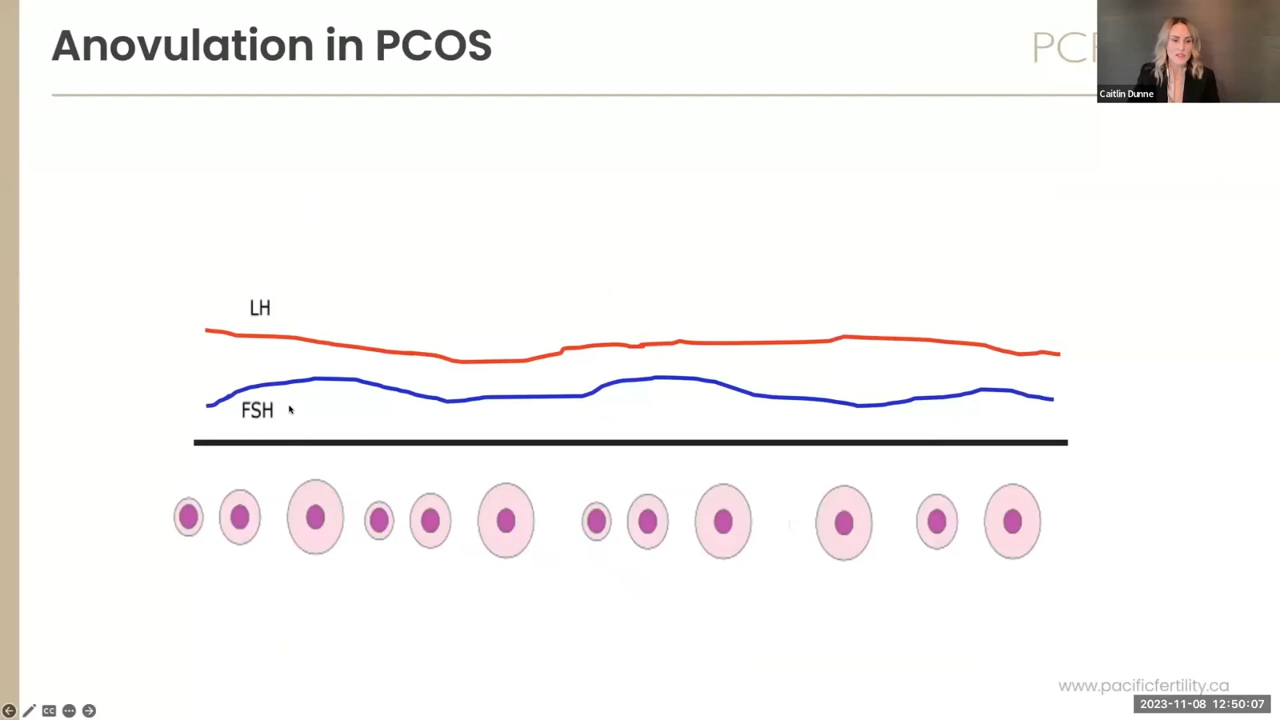 Anovulation in PCOS
Caitlin Dunne
LH
FSH
www.pacificfertility.ca
2023-11-08 12:50:07